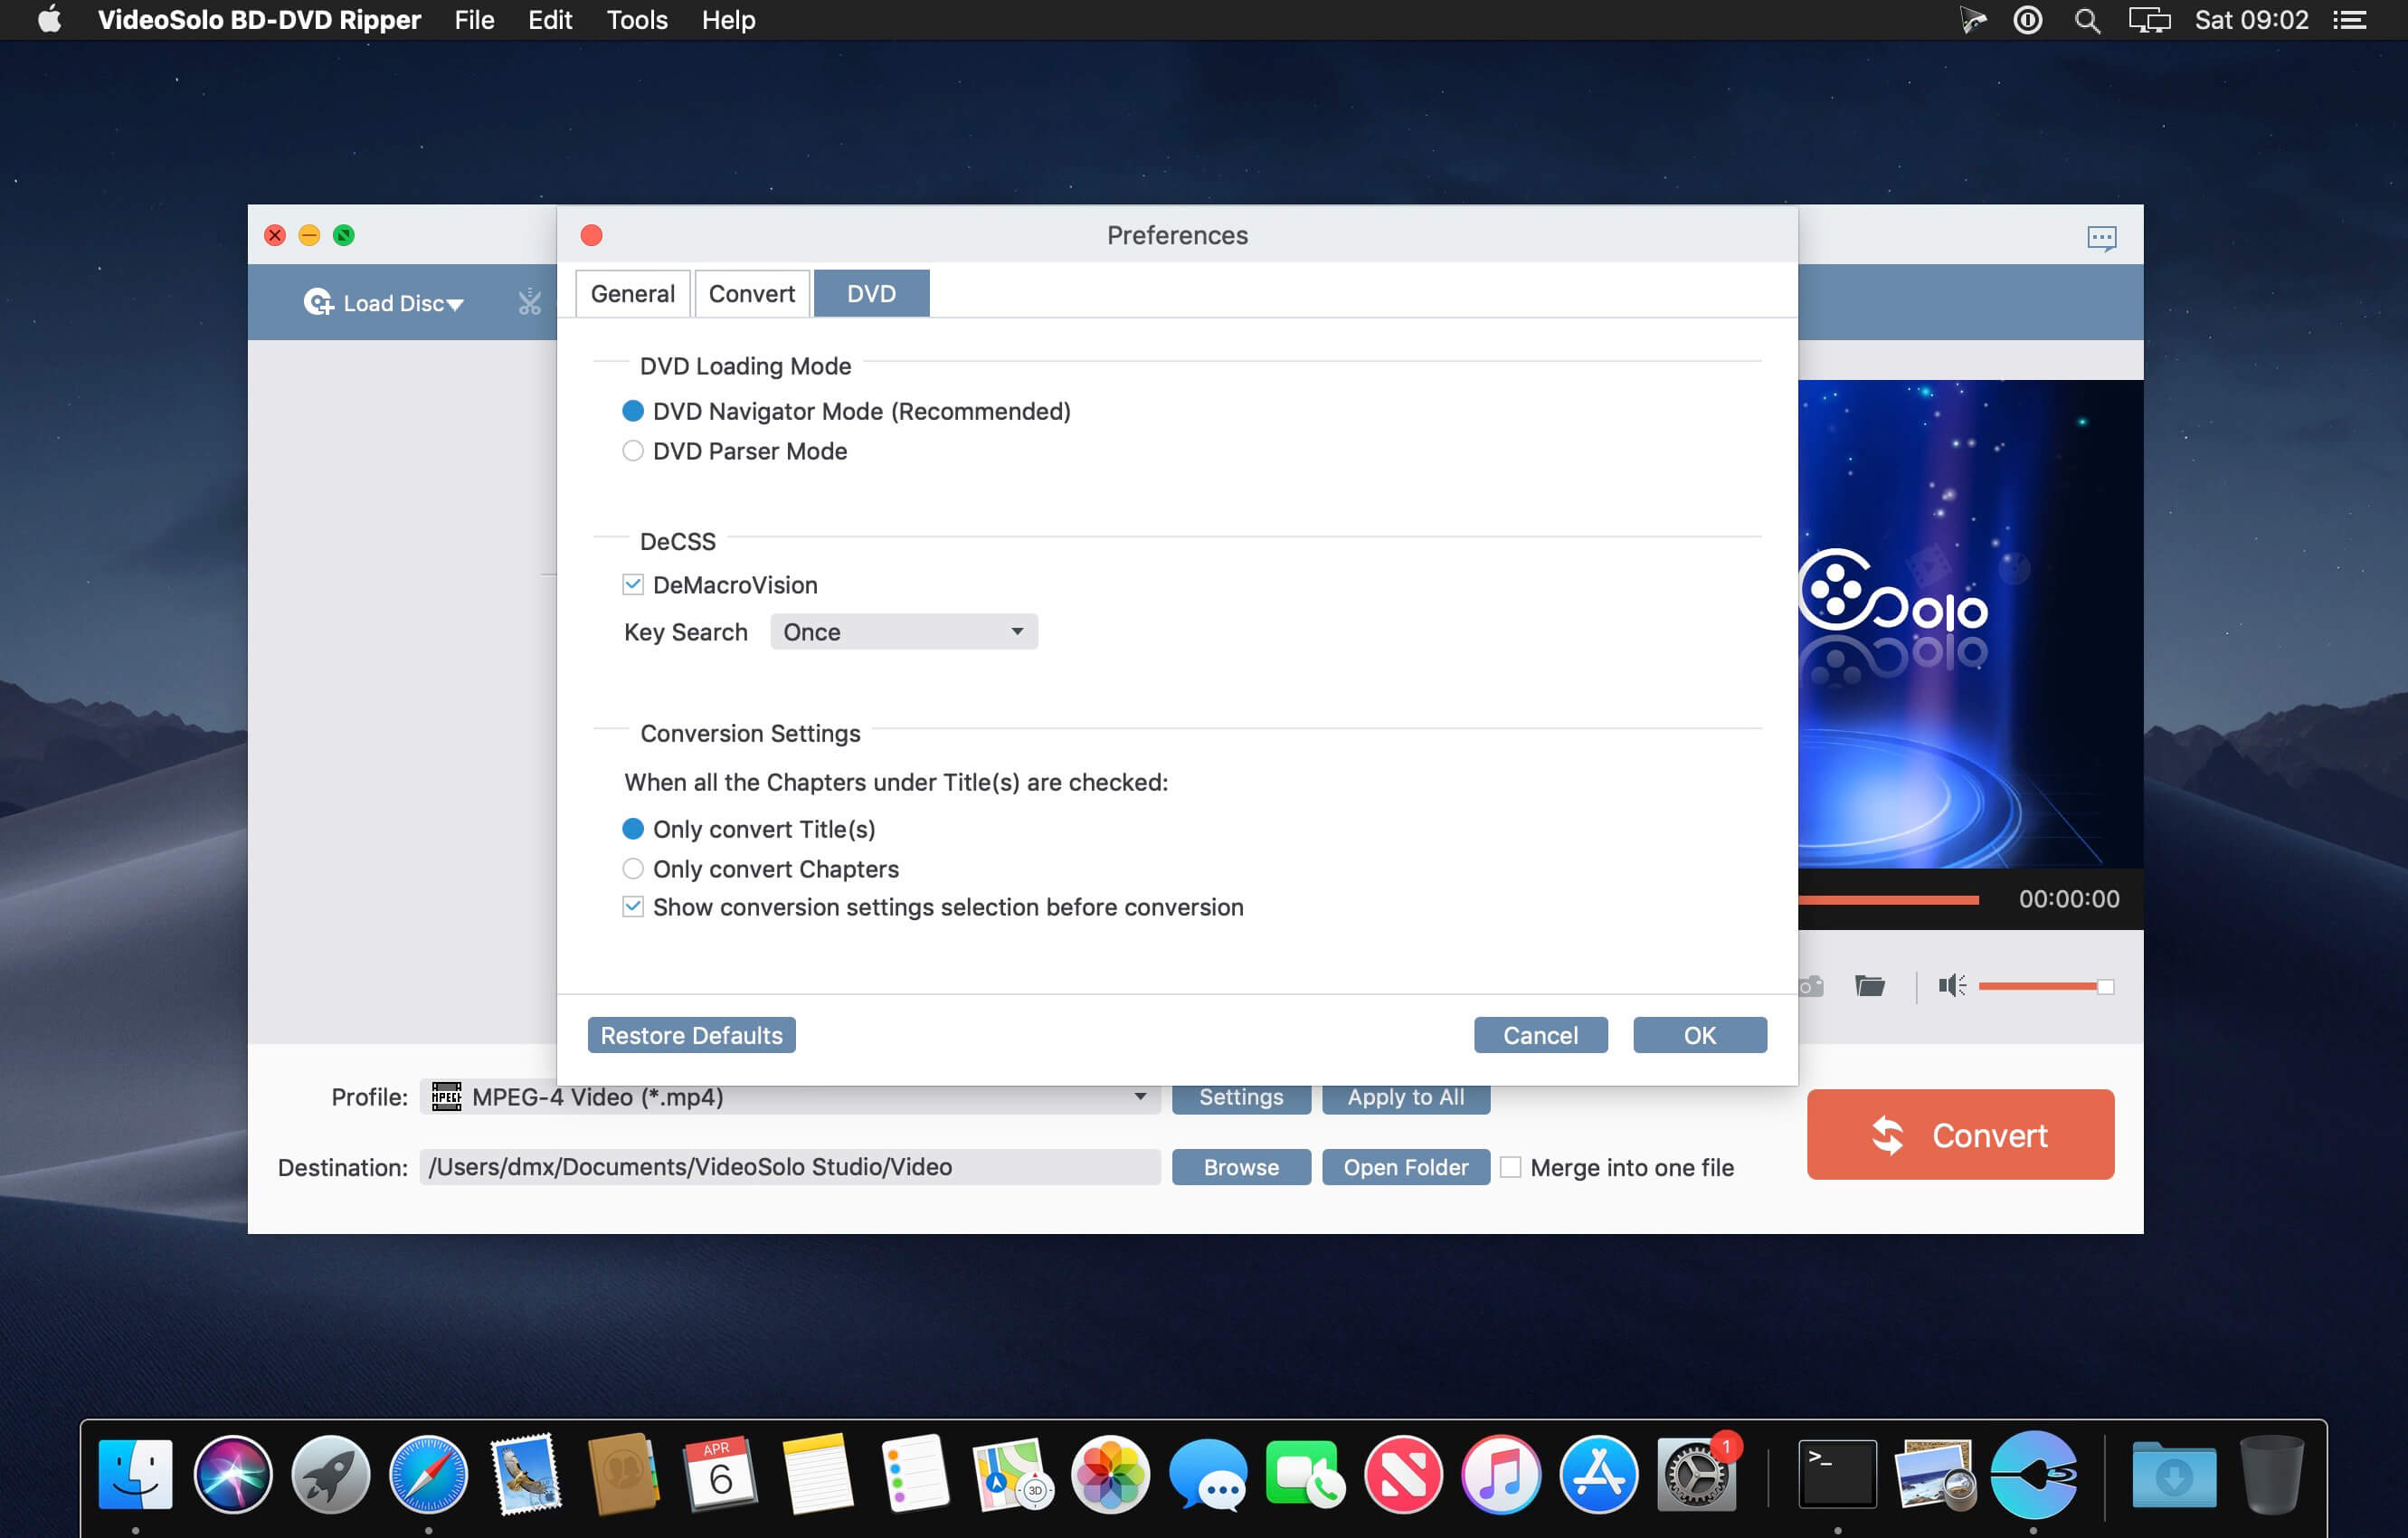 VideoSolo BD-DVD Ripper File Edit Tools Help Sat 09:02
Preferences
Load Disc
General Convert DVD
DVD Loading Mode
DVD Navigator Mode (Recommended)
DVD Parser Mode
DeCSS
DeMacroVision
Key Search Once
Solo
Conversion Settings
When all the Chapters under Title(s) are checked:
Only convert Title(s)
Only convert Chapters
Show conversion settings selection before conversion
00:00:00
Restore Defaults Cancel OK
Profile: MPEG MPEG-4 Video (*.mp4) Settings Apply to All
Convert
Destination: /Users/dmx/Documents/VideoSolo Studio/Video Browse Open Folder Merge into one file
APR
6
3D
1
>_